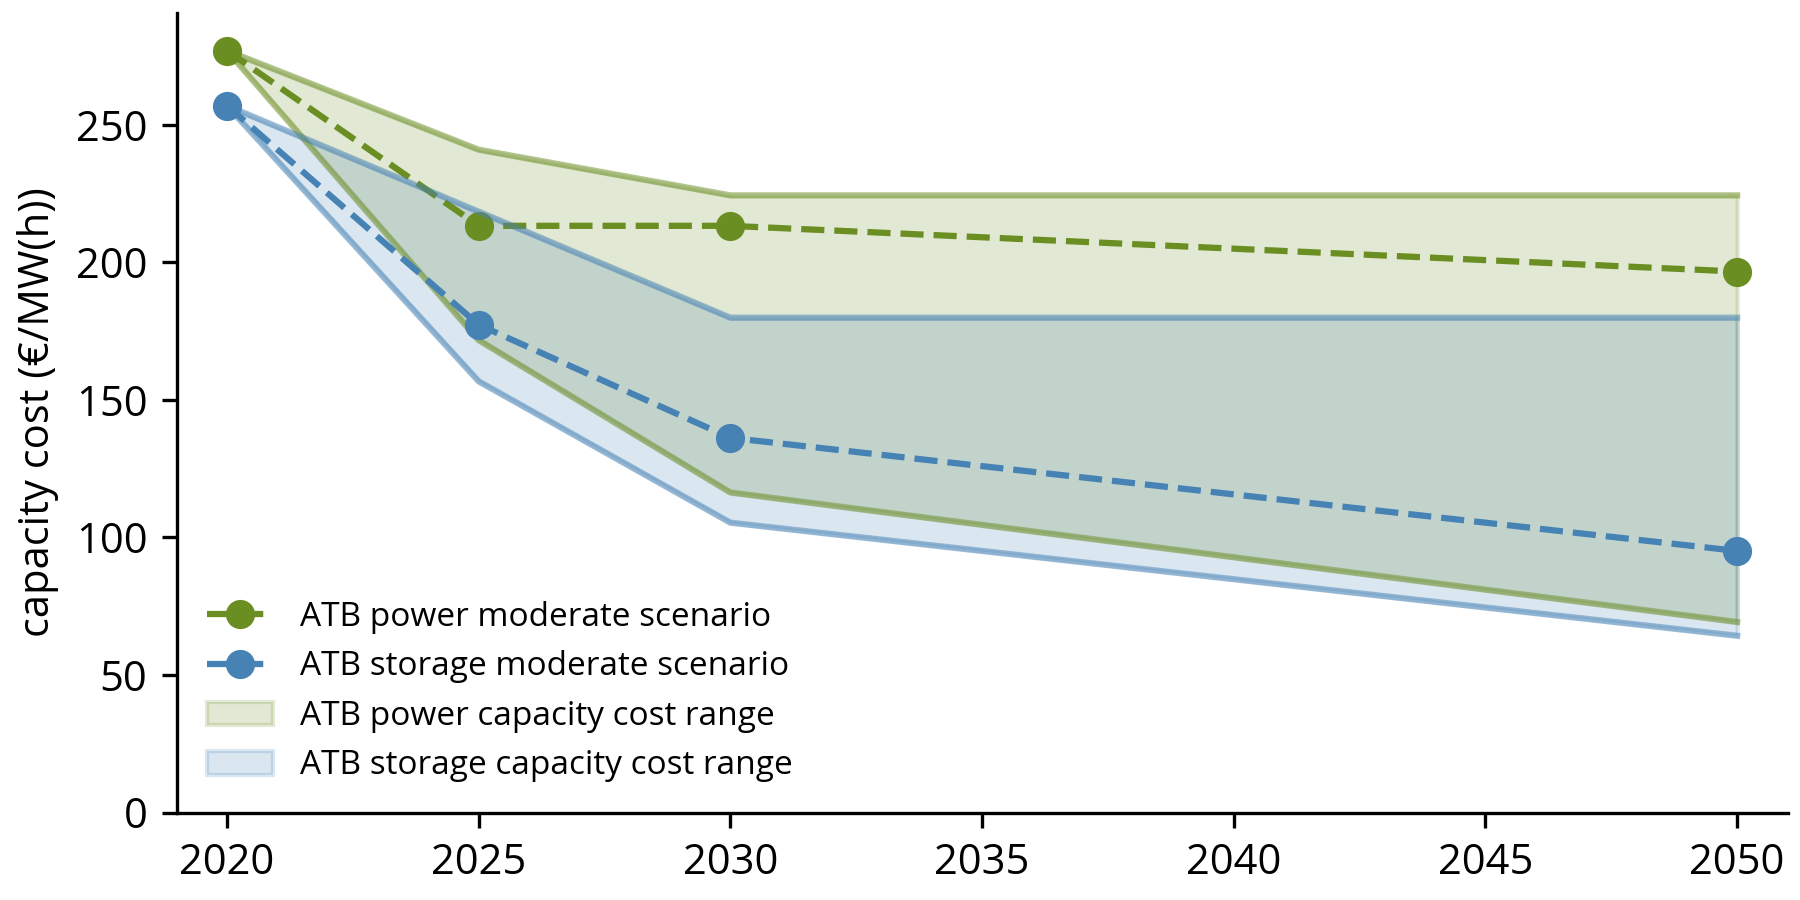 capacity cost (€/MW(h))
250
200
150
100
50
0
ATB power moderate scenario
ATB storage moderate scenario
ATB power capacity cost range
ATB storage capacity cost range
2020 2025 2030 2035 2040 2045 2050